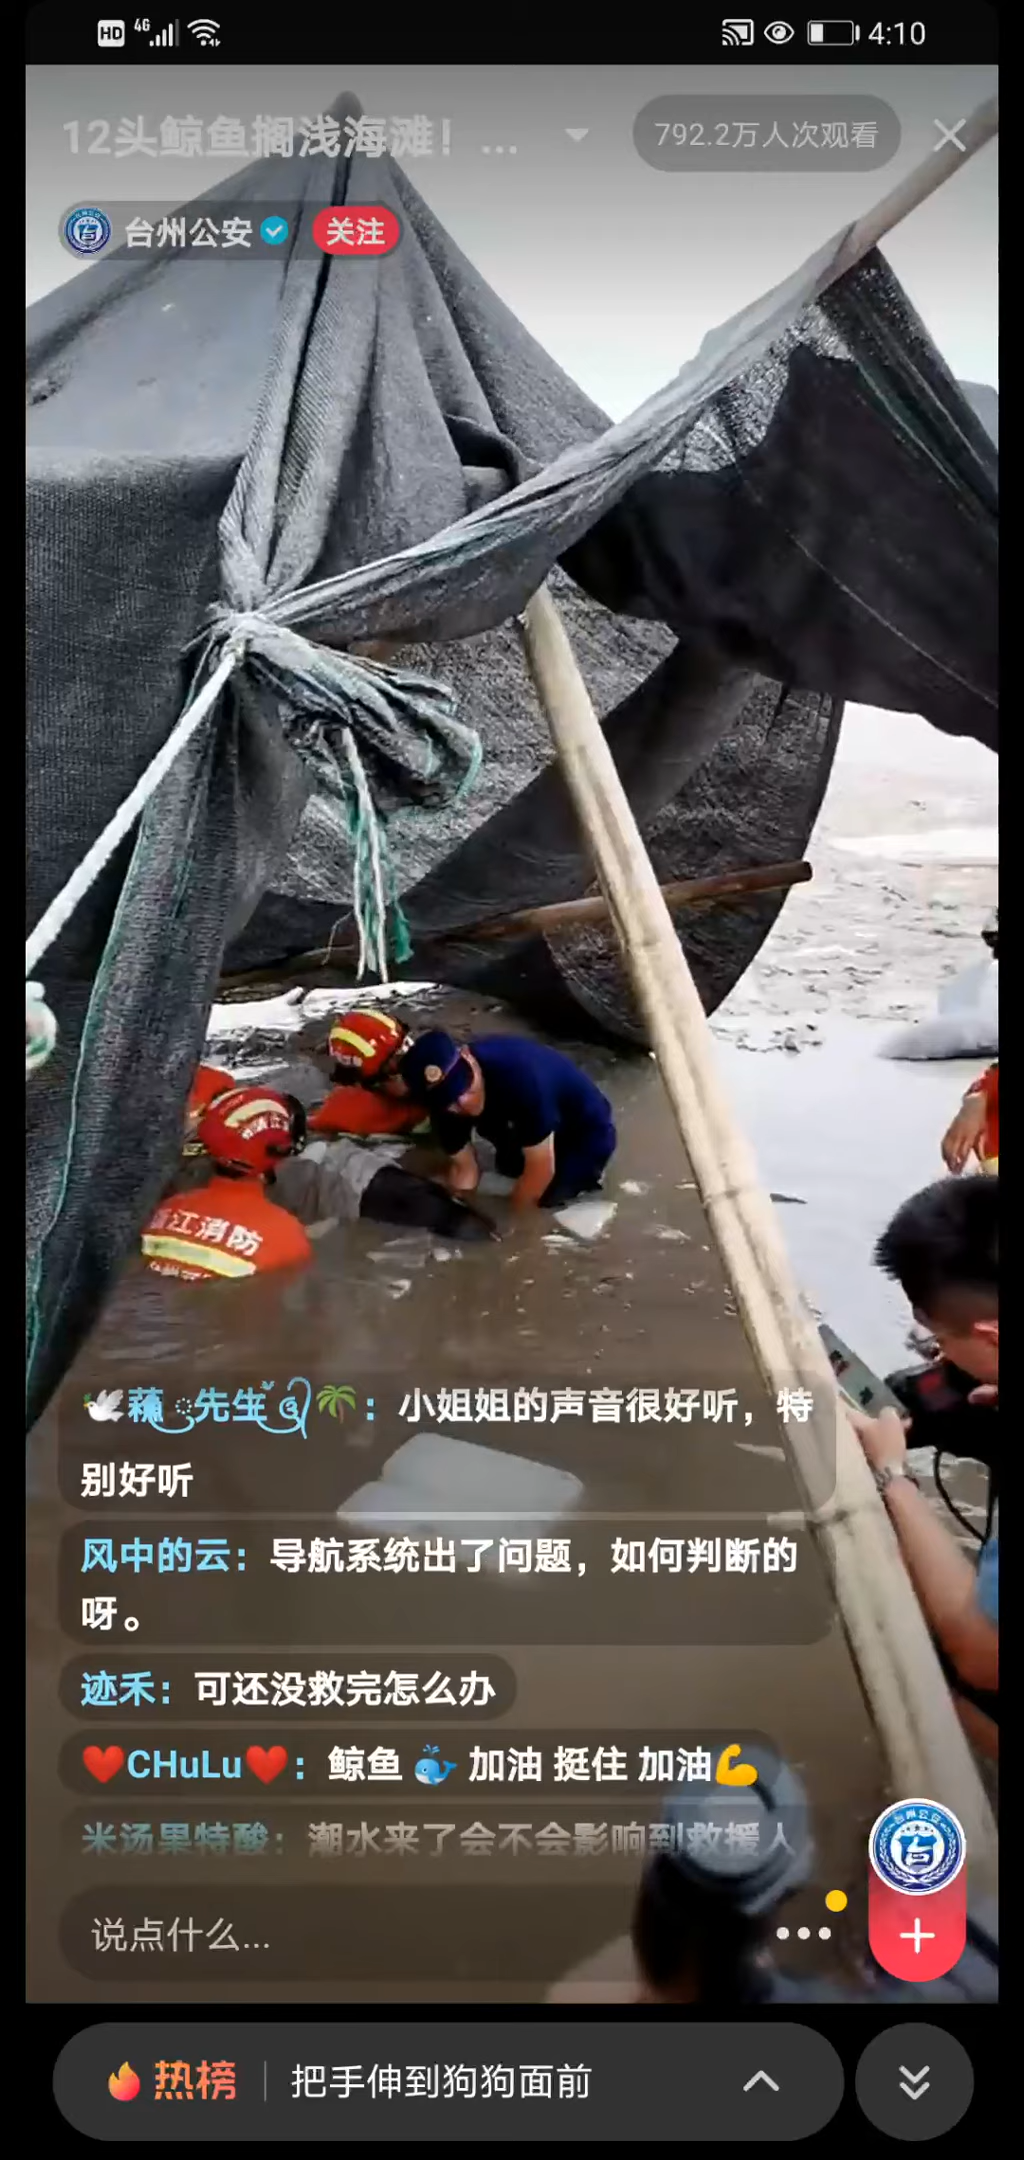 HD 4G 4:10
12头鲸鱼搁浅海滩！...
792.2万人次观看
台州公安 关注
浙江消防
🕊藕 先生 🌴：小姐姐的声音很好听，特
别好听
风中的云：导航系统出了问题，如何判断的
呀。
迹禾：可还没救完怎么办
❤️CHuLu❤️：鲸鱼 🐳 加油 挺住 加油💪
米汤果特酸：潮水来了会不会影响到救援人
说点什么...
热榜 把手伸到狗狗面前